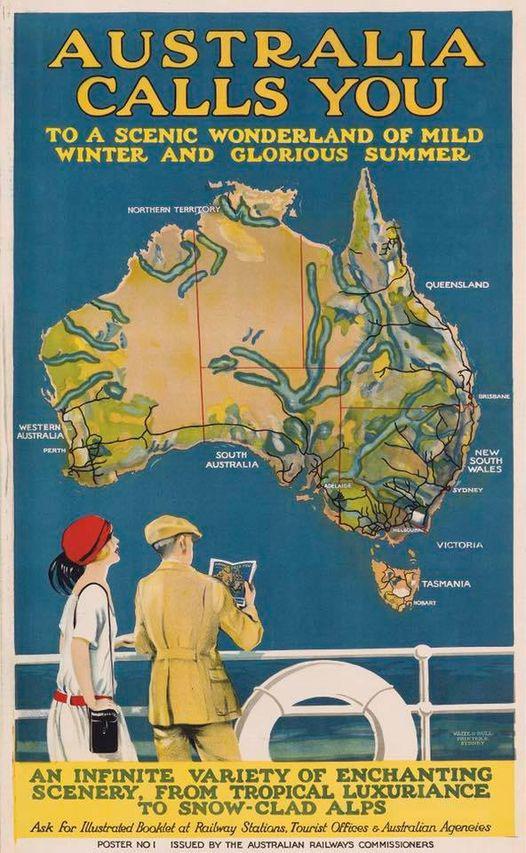 AUSTRALIA
CALLS YOU
TO A SCENIC WONDERLAND OF MILD
WINTER AND GLORIOUS SUMMER
NORTHERN TERRITORY
QUEENSLAND
BRISBANE
WESTERN
AUSTRALIA
PERTH
SOUTH
AUSTRALIA
NEW
SOUTH
WALES
ADELAIDE
SYDNEY
MELBOURNE
VICTORIA
TASMANIA
HOBART
PRINTERS
SYDNEY
AN INFINITE VARIETY OF ENCHANTING
SCENERY, FROM TROPICAL LUXURIANCE
TO SNOW-CLAD ALPS
Ask for Illustrated Booklet at Railway Stations, Tourist Offices & Australian Agencies
POSTER NO 1 ISSUED BY THE AUSTRALIAN RAILWAYS COMMISSIONERS